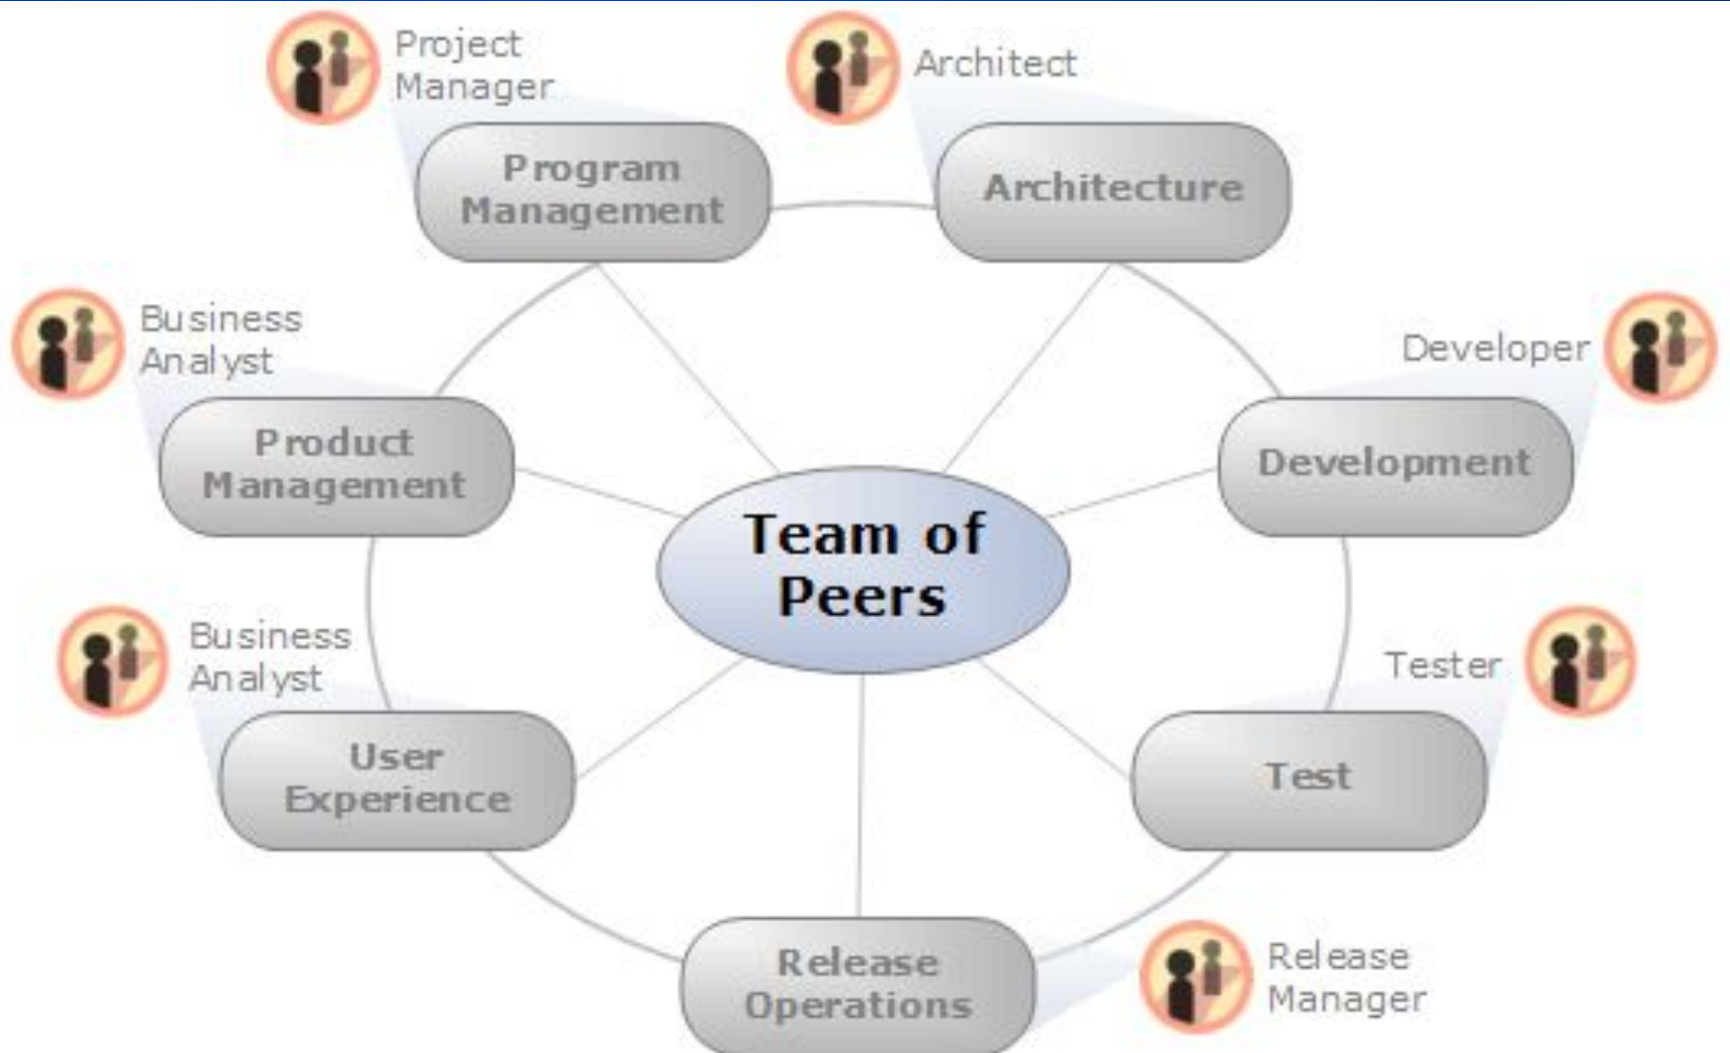 Project
Manager
Architect
Program
Management
Architecture
Business
Analyst
Developer
Product
Management
Development
Team of
Peers
Business
Analyst
Tester
User
Experience
Test
Release
Operations
Release
Manager